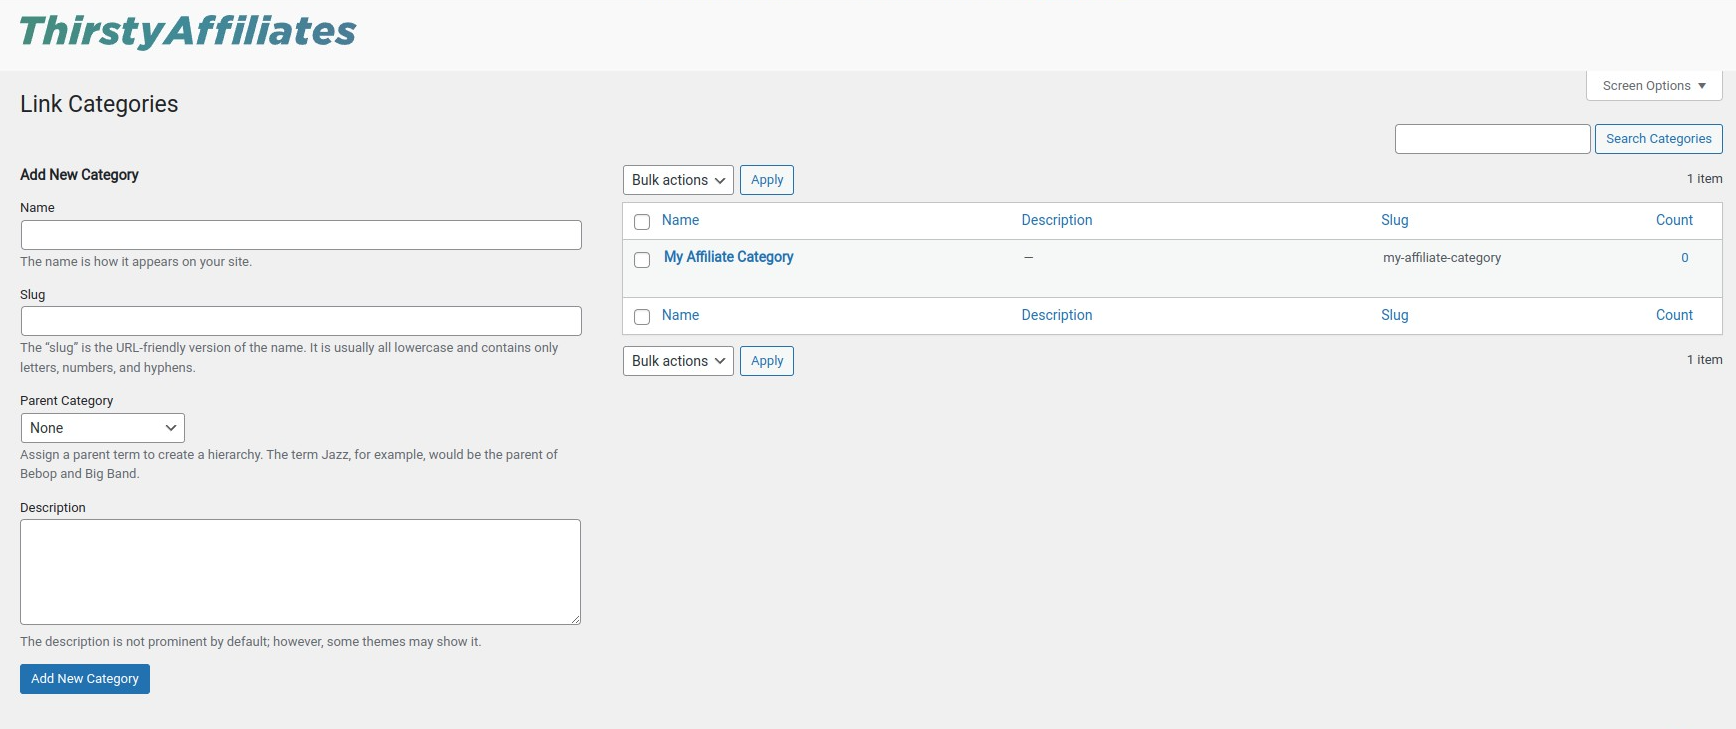 ThirstyAffiliates
Screen Options
Link Categories
Search Categories
Add New Category
Name
The name is how it appears on your site.
Slug
The “slug” is the URL-friendly version of the name. It is usually all lowercase and contains only
letters, numbers, and hyphens.
Parent Category
None
Assign a parent term to create a hierarchy. The term Jazz, for example, would be the parent of
Bebop and Big Band.
Description
The description is not prominent by default; however, some themes may show it.
Add New Category
Bulk actions Apply 1 item
Name Description Slug Count
My Affiliate Category — my-affiliate-category 0
Name Description Slug Count
Bulk actions Apply 1 item